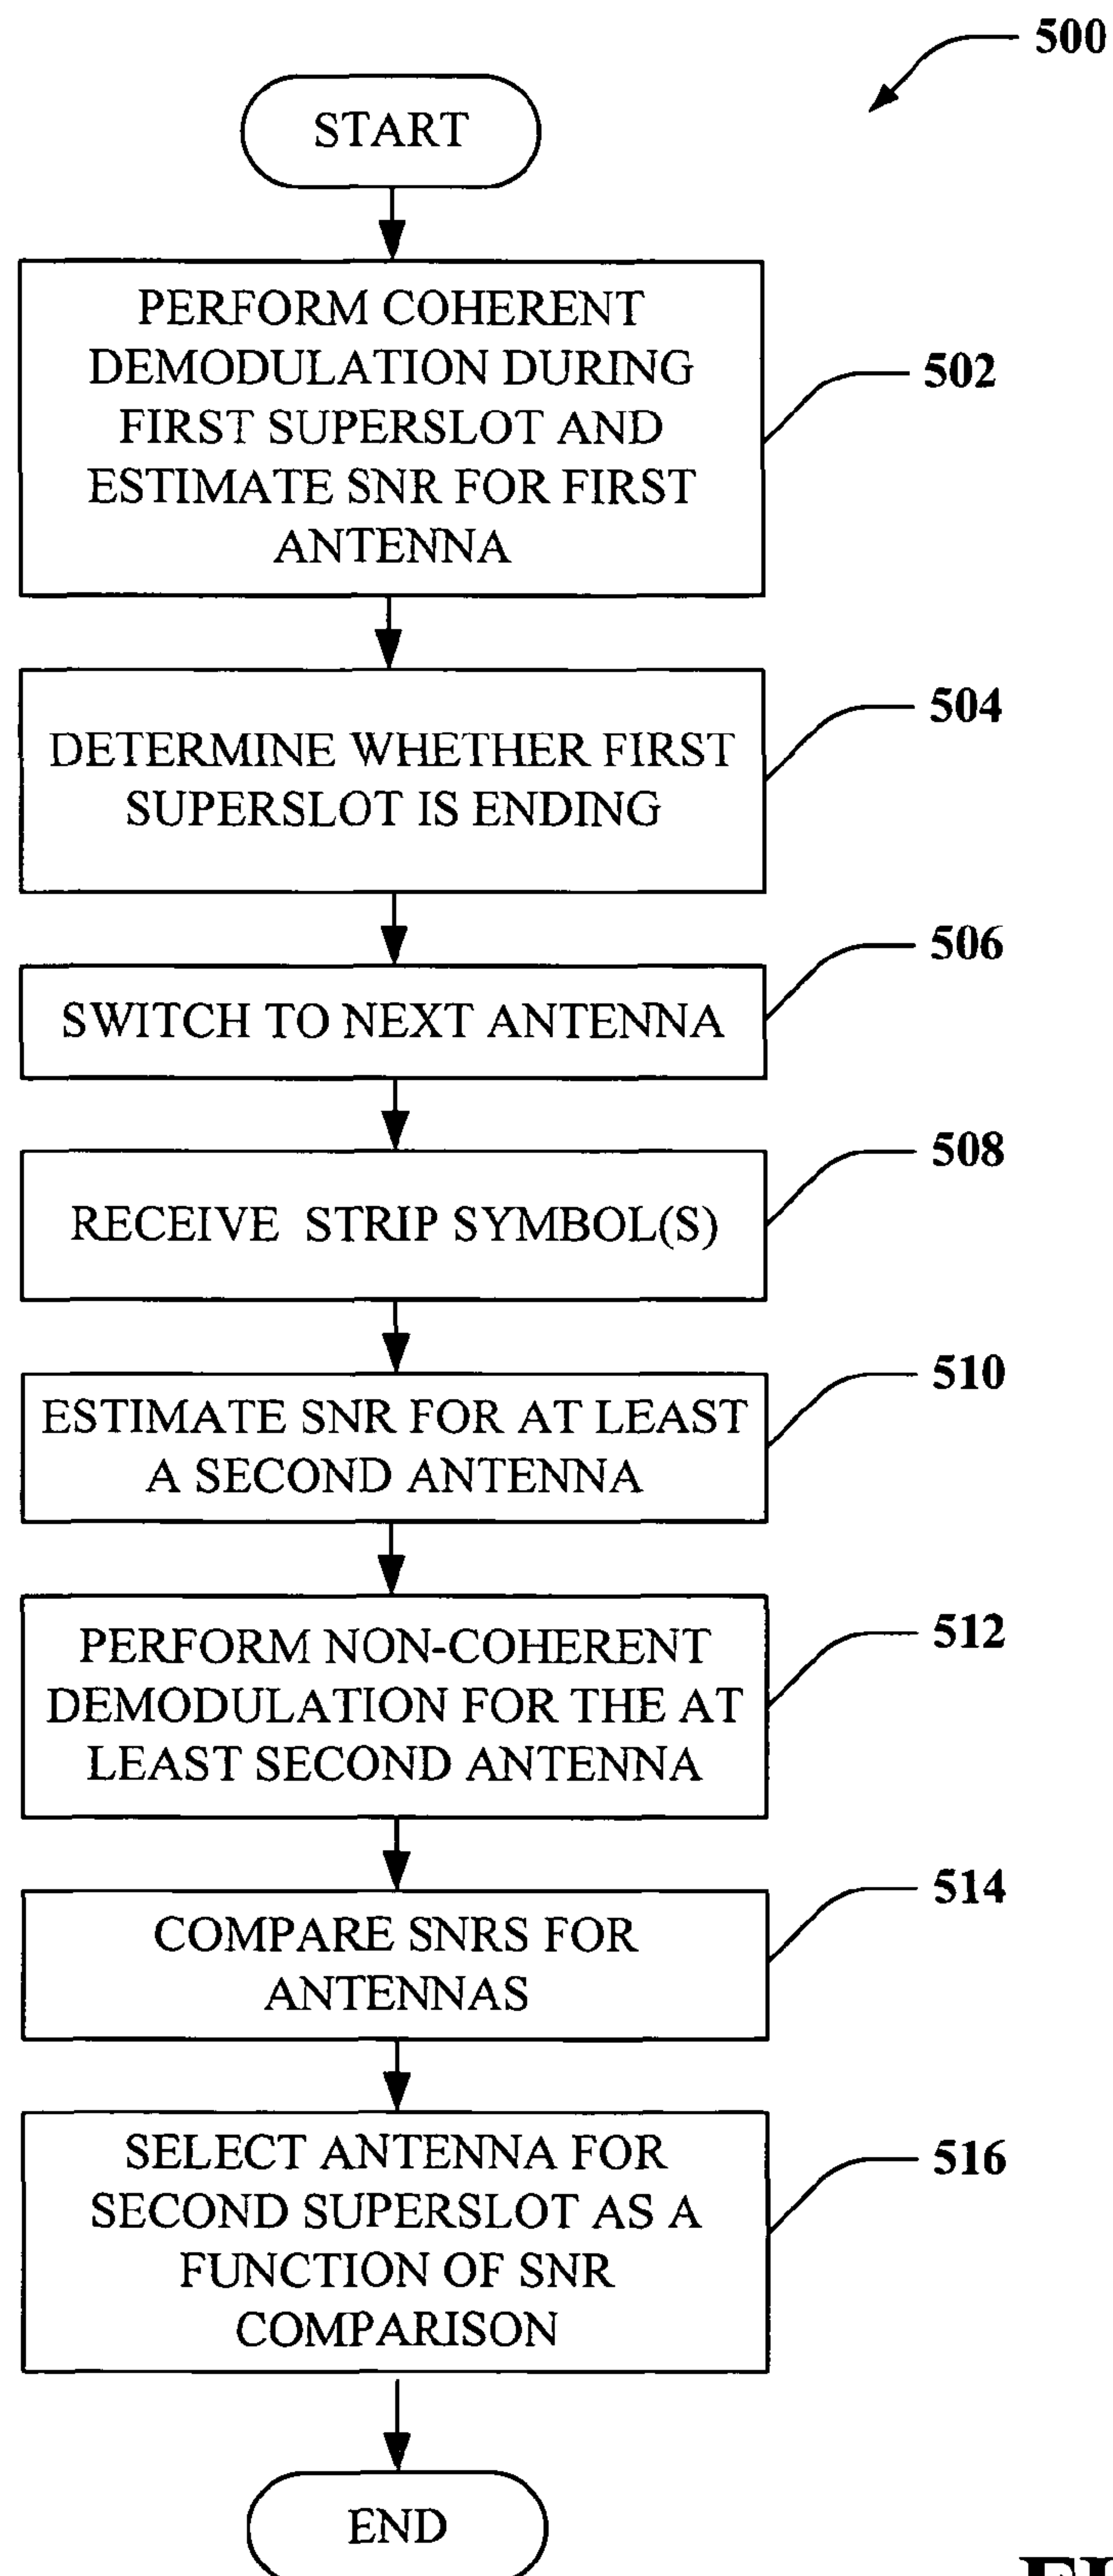 500
START
PERFORM COHERENT
DEMODULATION DURING
FIRST SUPERSLOT AND
ESTIMATE SNR FOR FIRST
ANTENNA
502
DETERMINE WHETHER FIRST
SUPERSLOT IS ENDING
504
SWITCH TO NEXT ANTENNA
506
RECEIVE STRIP SYMBOL(S)
508
ESTIMATE SNR FOR AT LEAST
A SECOND ANTENNA
510
PERFORM NON-COHERENT
DEMODULATION FOR THE AT
LEAST SECOND ANTENNA
512
COMPARE SNRS FOR
ANTENNAS
514
SELECT ANTENNA FOR
SECOND SUPERSLOT AS A
FUNCTION OF SNR
COMPARISON
516
END